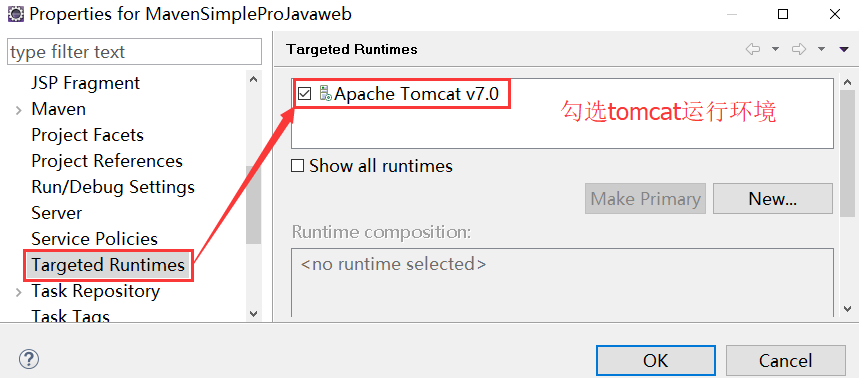 Properties for MavenSimpleProJavaweb
type filter text
JSP Fragment
Maven
Project Facets
Project References
Run/Debug Settings
Server
Service Policies
Targeted Runtimes
Task Repository
Task Tags
Targeted Runtimes
Apache Tomcat v7.0
勾选tomcat运行环境
Show all runtimes
Make Primary
New...
Runtime composition:
<no runtime selected>
OK
Cancel